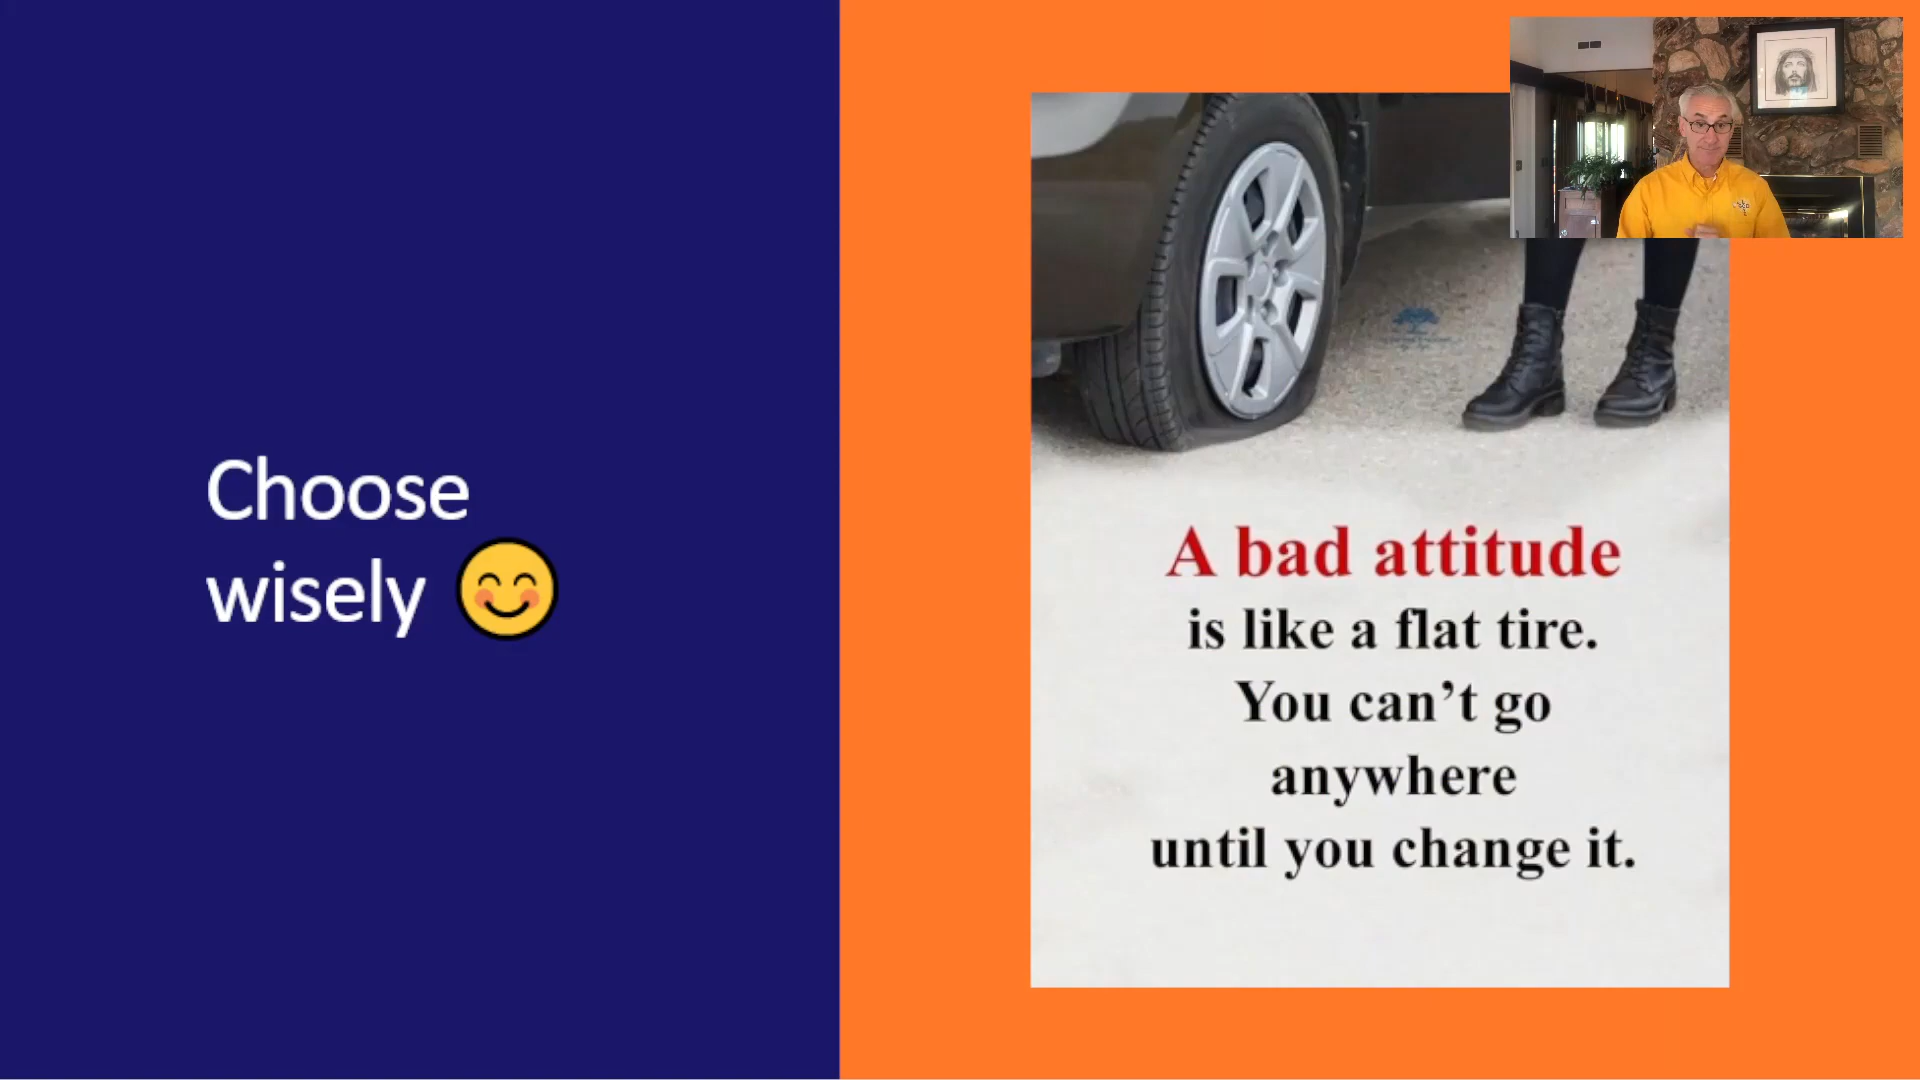 Choose
wisely 😊
A bad attitude
is like a flat tire.
You can’t go
anywhere
until you change it.